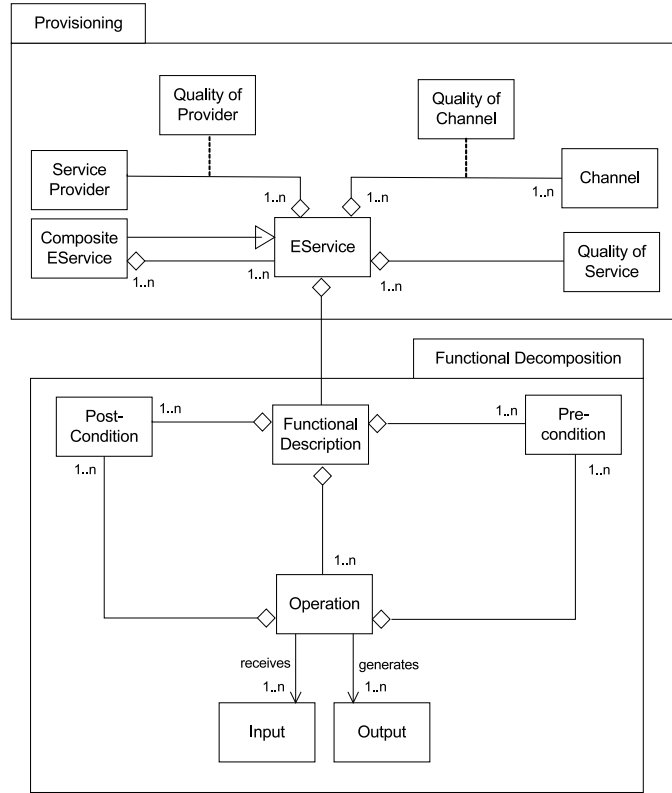 Provisioning
Quality of
Provider
Quality of
Channel
Service
Provider
Channel
1..n
1..n
1..n
Composite
EService
EService
Quality of
Service
1..n
1..n
1..n
Functional Decomposition
Post-
Condition
1..n
Functional
Description
1..n
Pre-
condition
1..n
1..n
1..n
Operation
receives
generates
1..n
1..n
Input
Output